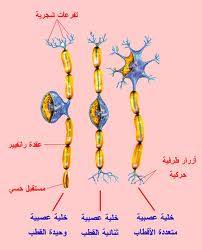 تفرعات شجرية
عقدة رانفيير
أزرار طرفية
حركية
مستقبل حسي
خلية عصبية
متعددة الأقطاب
خلية عصبية
ثنائية القطب
خلية عصبية
وحيدة القطب